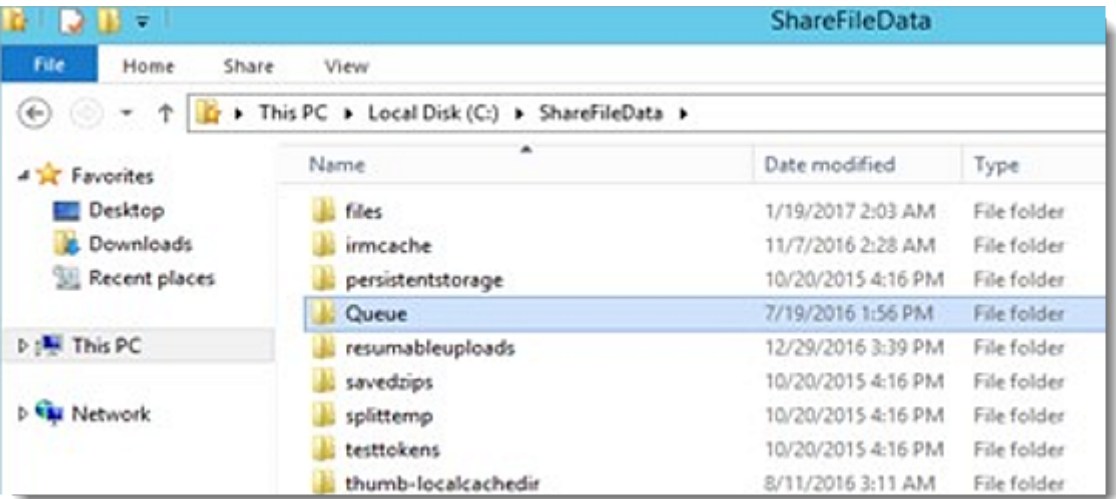 ShareFileData
File Home Share View
This PC Local Disk (C:) ShareFileData
Name Date modified Type
Favorites
Desktop
Downloads
Recent places
This PC
Network
files 1/19/2017 2:03 AM File folder
irmcache 11/7/2016 2:28 AM File folder
persistentstorage 10/20/2015 4:16 PM File folder
Queue 7/19/2016 1:56 PM File folder
resumableuploads 12/29/2016 3:39 PM File folder
savedzips 10/20/2015 4:16 PM File folder
splittemp 10/20/2015 4:16 PM File folder
testtokens 10/20/2015 4:16 PM File folder
thumb-localcachedir 8/11/2016 3:11 AM File folder